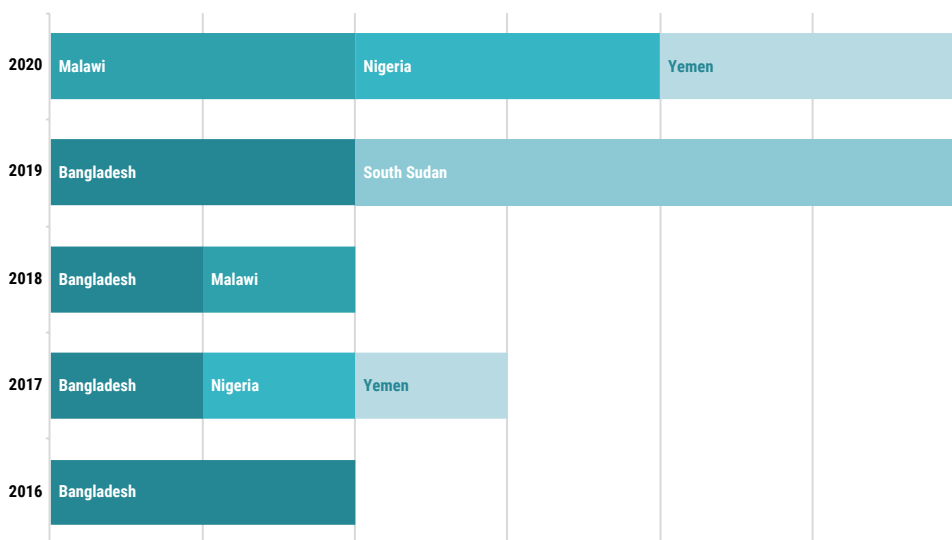 2020 Malawi Nigeria Yemen
2019 Bangladesh South Sudan
2018 Bangladesh Malawi
2017 Bangladesh Nigeria Yemen
2016 Bangladesh